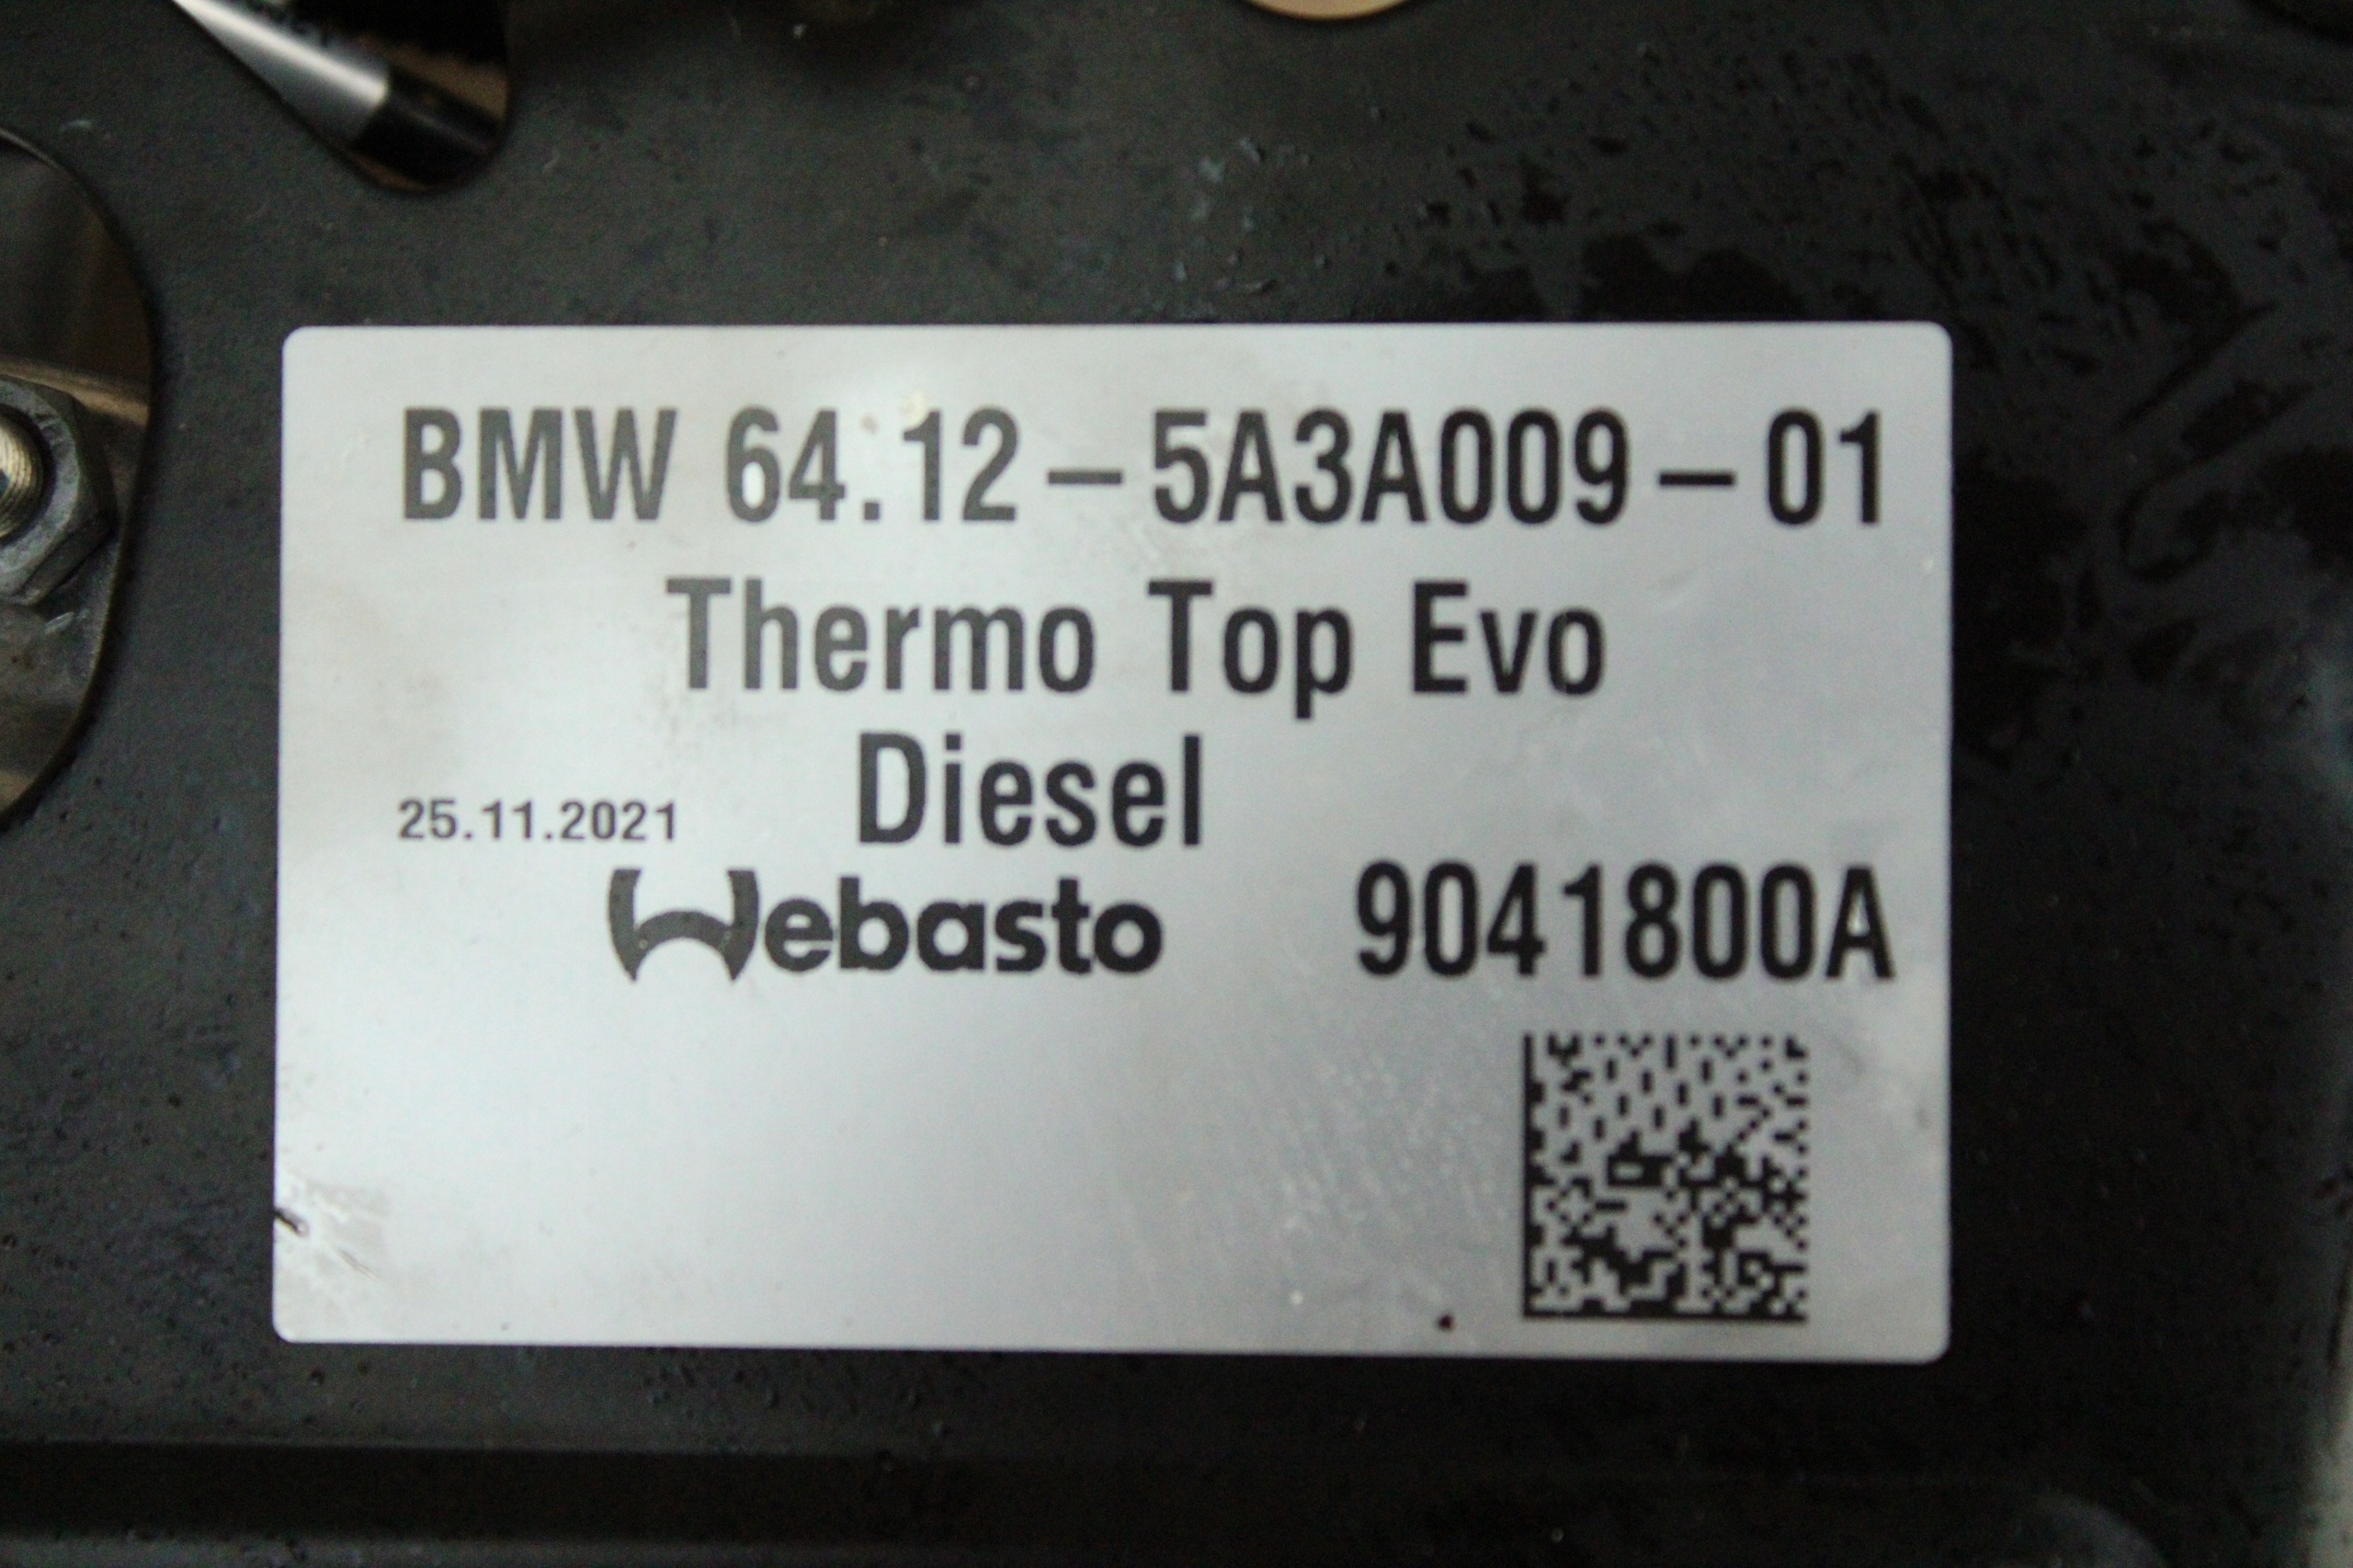 BMW 64.12-5A3A009-01
Thermo Top Evo
Diesel
25.11.2021
Webasto 9041800A